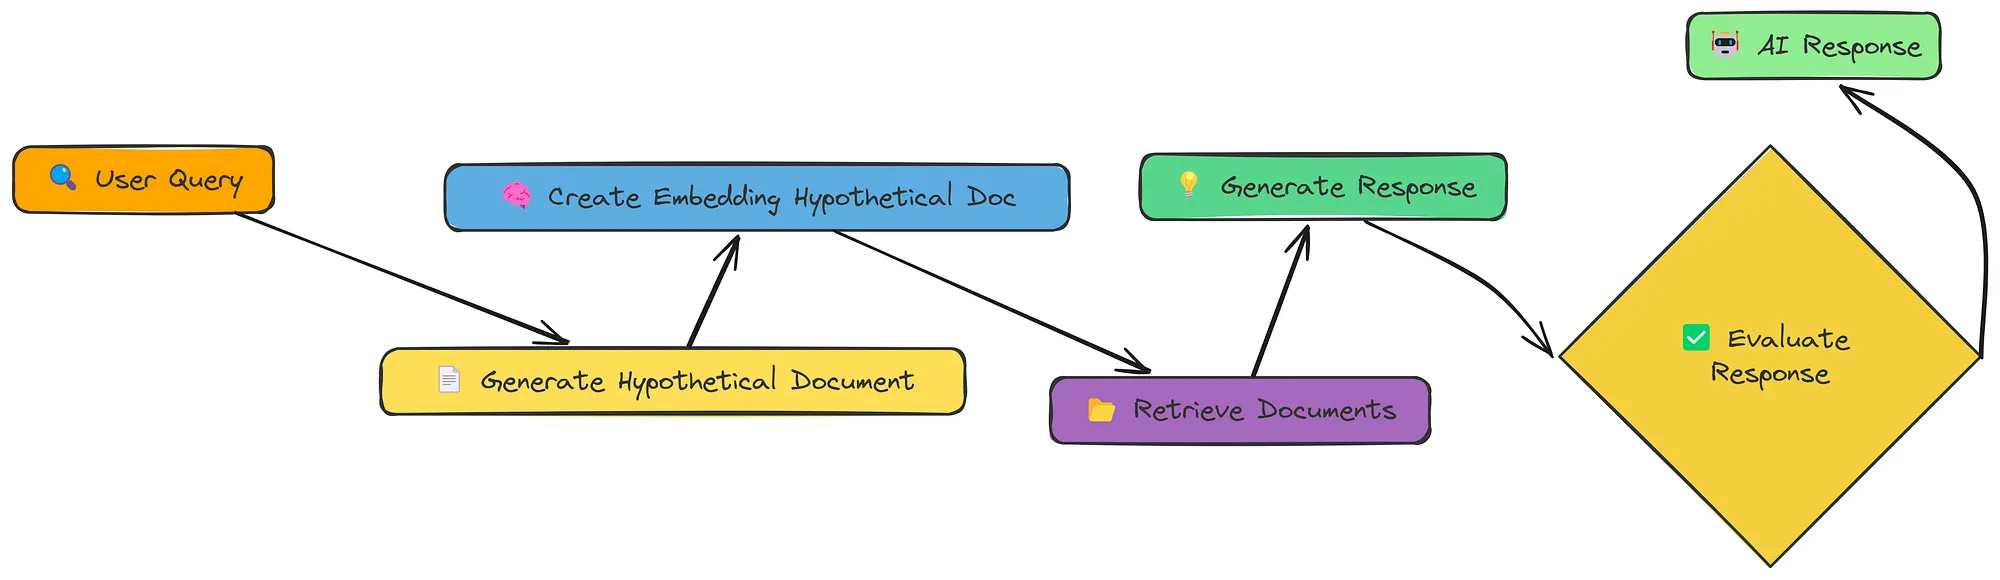 User Query
Generate Hypothetical Document
Create Embedding Hypothetical Doc
Retrieve Documents
Generate Response
Evaluate
Response
AI Response